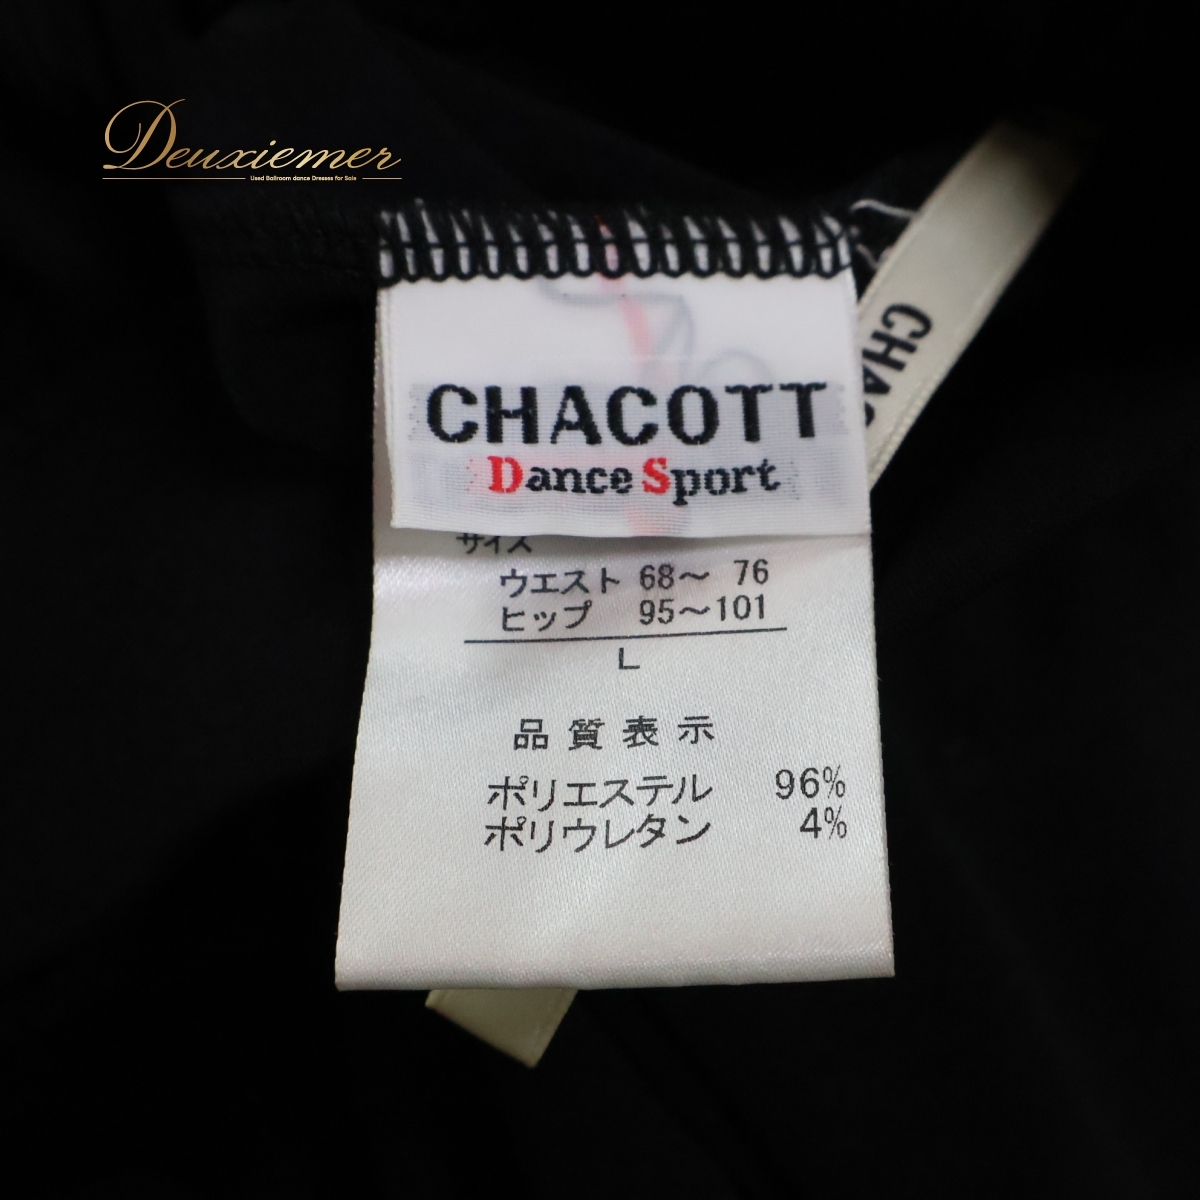 Deuxiemer
Used Ballroom dance Dresses for Sale
CHACOTT
Dance Sport
サイズ
ウエスト 68～ 76
ヒップ 95～101
L
品質表示
ポリエステル 96%
ポリウレタン 4%